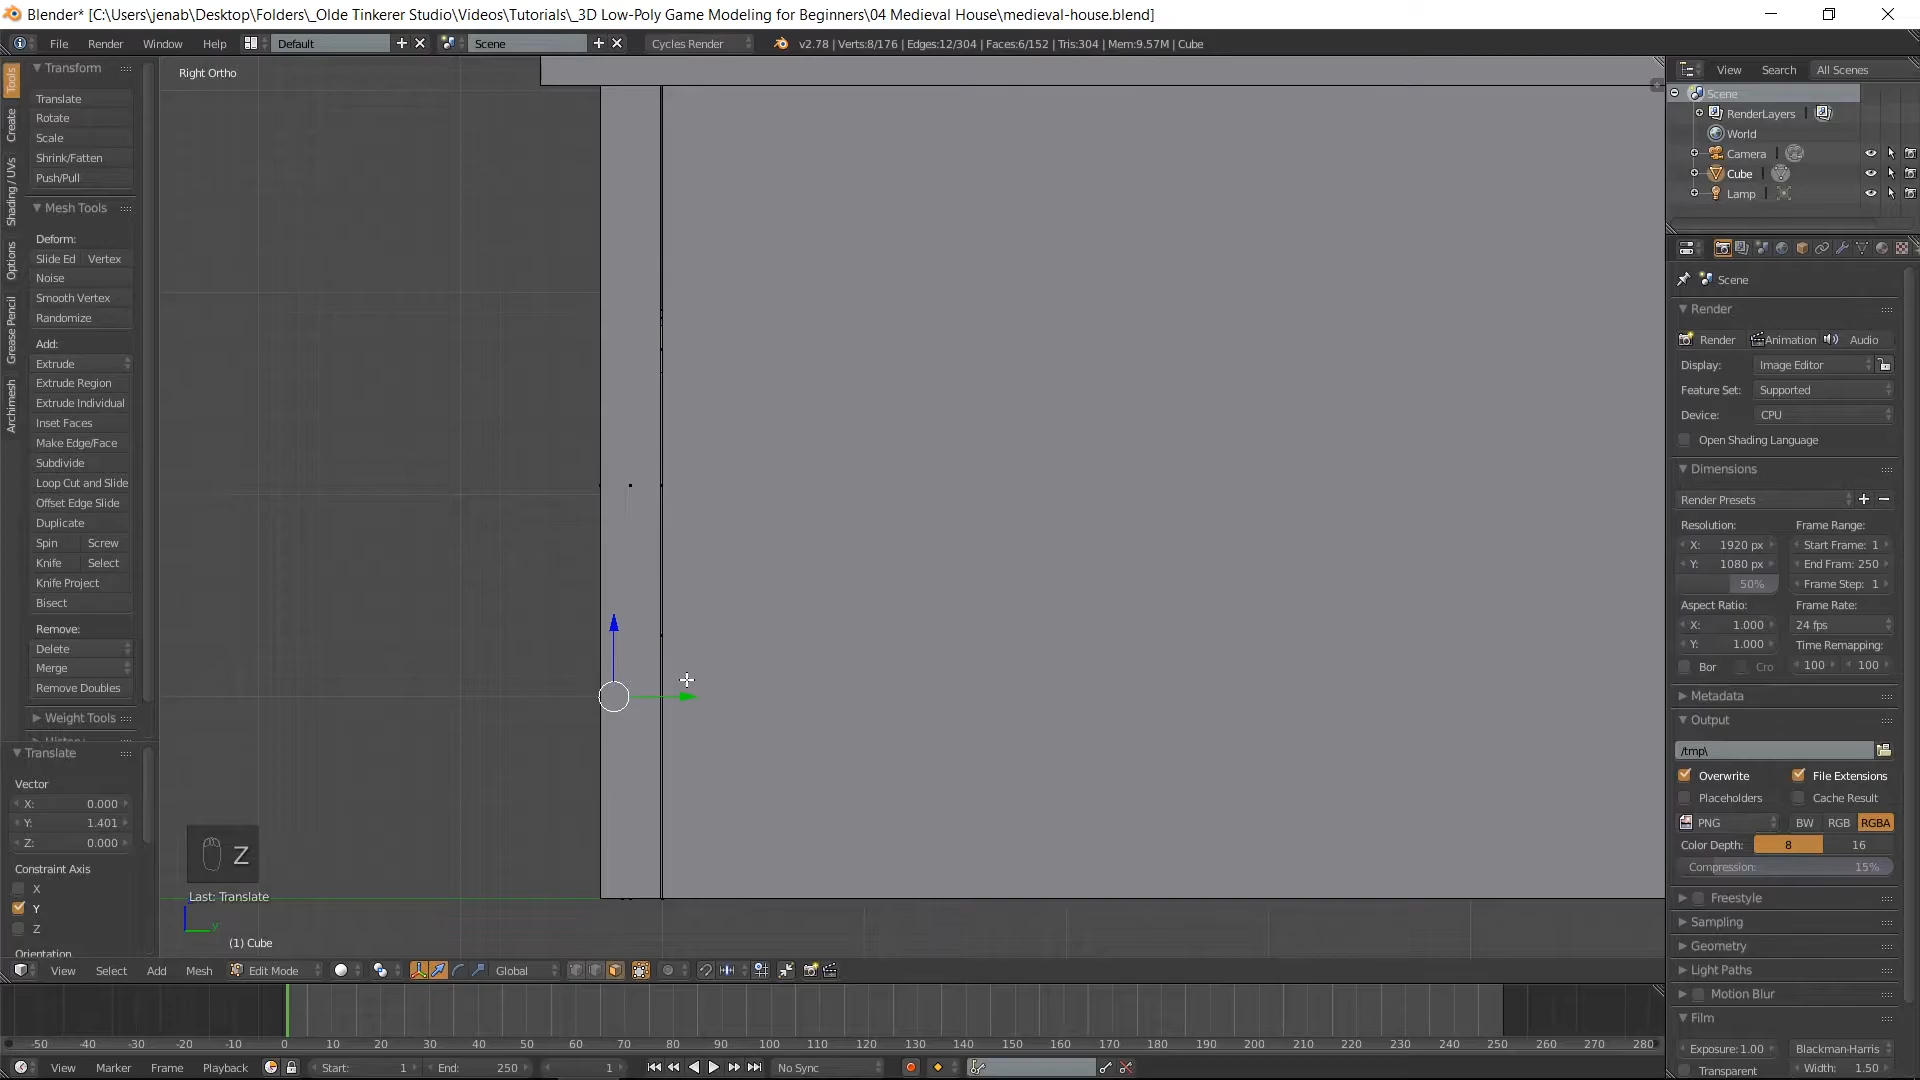 Blender* [C:\Users\jenab\Desktop\Folders\_Olde Tinkerer Studio\Videos\Tutorials\_3D Low-Poly Game Modeling for Beginners\04 Medieval House\medieval-house.blend]
File Render Window Help Default Scene Cycles Render v2.78 | Verts:8/176 | Edges:12/304 | Faces:6/152 | Tris:304 | Mem:9.57M | Cube
Tools
Create
Shading / UVs
Options
Grease Pencil
Archimesh
Transform
Translate
Rotate
Scale
Shrink/Fatten
Push/Pull
Mesh Tools
Deform:
Slide Ed Vertex
Noise
Smooth Vertex
Randomize
Add:
Extrude
Extrude Region
Extrude Individual
Inset Faces
Make Edge/Face
Subdivide
Loop Cut and Slide
Offset Edge Slide
Duplicate
Spin Screw
Knife Select
Knife Project
Bisect
Remove:
Delete
Merge
Remove Doubles
Weight Tools
Translate
Vector
X: 0.000
Y: 1.401
Z: 0.000
Constraint Axis
X
Y
Z
Orientation
Right Ortho
Z
Last: Translate
y
(1) Cube
View Select Add Mesh Edit Mode Global
-50 -40 -30 -20 -10 0 10 20 30 40 50 60 70 80 90 100 110 120 130 140 150 160 170 180 190 200 210 220 230 240 250 260 270 280
View Marker Frame Playback Start: 1 End: 250 1 No Sync
View Search All Scenes
Scene
RenderLayers
World
Camera
Cube
Lamp
Scene
Render
Render Animation Audio
Display: Image Editor
Feature Set: Supported
Device: CPU
Open Shading Language
Dimensions
Render Presets
Resolution: Frame Range:
X: 1920 px Start Frame: 1
Y: 1080 px End Fram: 250
50% Frame Step: 1
Aspect Ratio: Frame Rate:
X: 1.000 24 fps
Y: 1.000 Time Remapping:
Bor Cro 100 100
Metadata
Output
/tmp\
Overwrite File Extensions
Placeholders Cache Result
PNG BW RGB RGBA
Color Depth: 8 16
Compression: 15%
Freestyle
Sampling
Geometry
Light Paths
Motion Blur
Film
Exposure: 1.00 Blackman-Harris
Transparent Width: 1.50